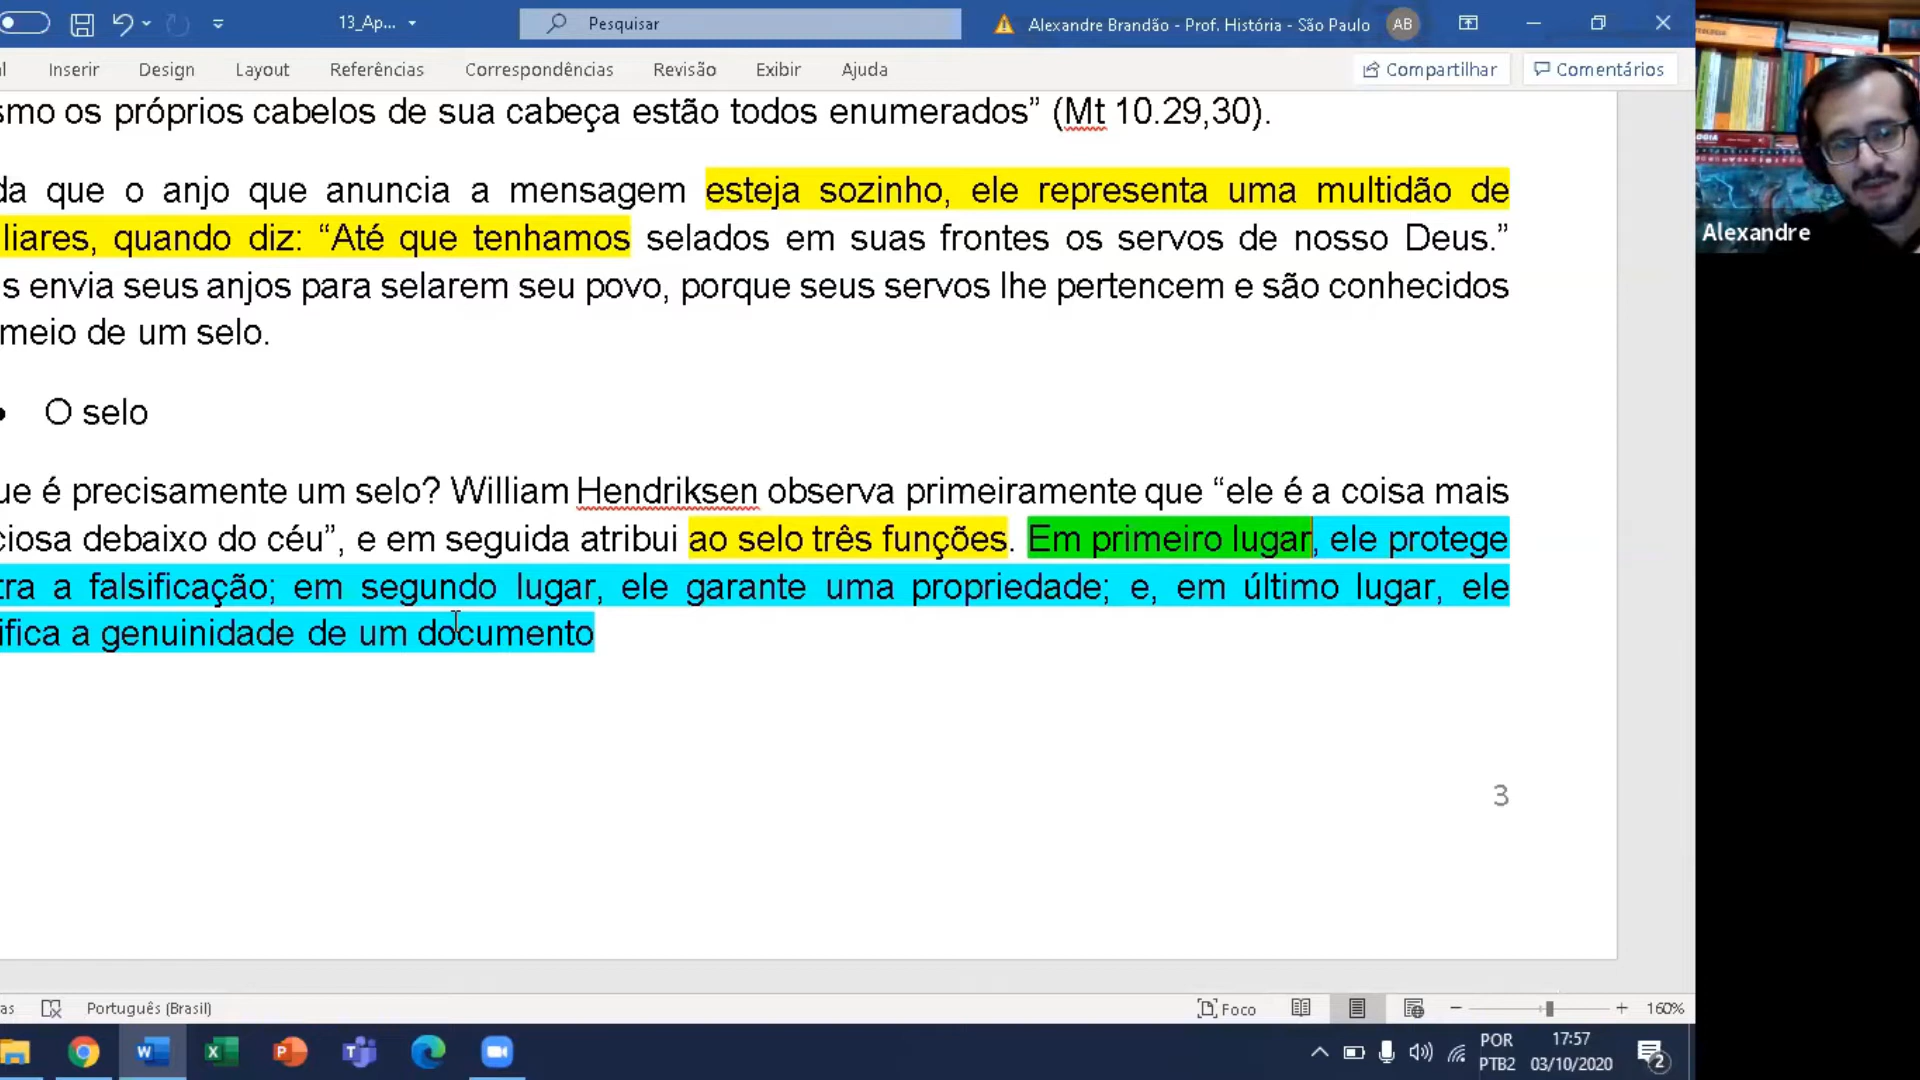 13_Ap...
Pesquisar
Alexandre Brandão - Prof. História - São Paulo
AB
Inserir
Design
Layout
Referências
Correspondências
Revisão
Exibir
Ajuda
Compartilhar
Comentários
smo os próprios cabelos de sua cabeça estão todos enumerados” (Mt 10.29,30).
da que o anjo que anuncia a mensagem esteja sozinho, ele representa uma multidão de
liares, quando diz: “Até que tenhamos selados em suas frontes os servos de nosso Deus.”
s envia seus anjos para selarem seu povo, porque seus servos lhe pertencem e são conhecidos
meio de um selo.
• O selo
ue é precisamente um selo? William Hendriksen observa primeiramente que “ele é a coisa mais
ciosa debaixo do céu”, e em seguida atribui ao selo três funções. Em primeiro lugar, ele protege
tra a falsificação; em segundo lugar, ele garante uma propriedade; e, em último lugar, ele
ifica a genuinidade de um documento
3
Alexandre
as
Português (Brasil)
Foco
160%
POR
PTB2
17:57
03/10/2020
2